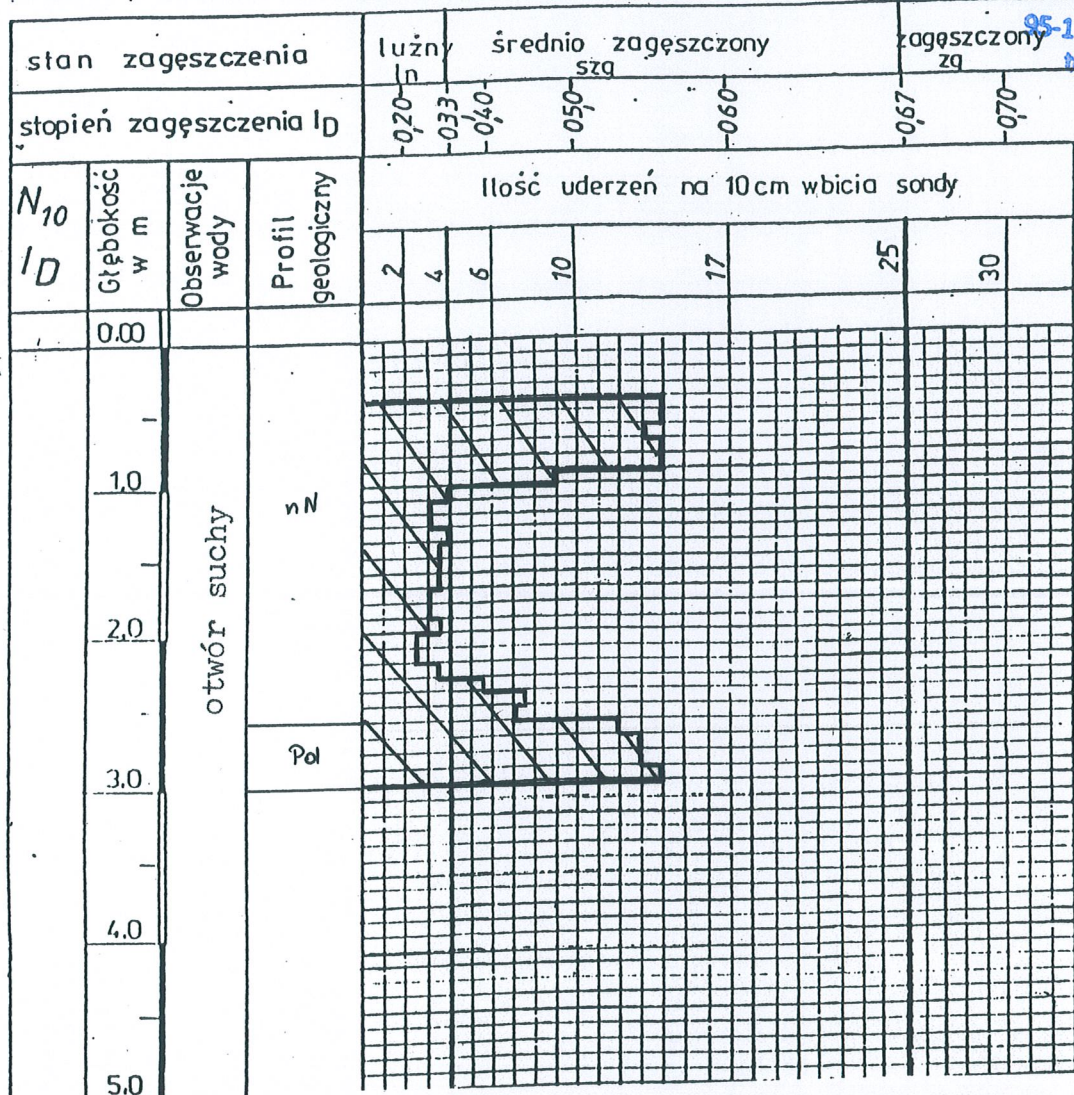 stan zagęszczenia
luźny
ln
średnio zagęszczony
szg
zagęszczony
zg
95-1
stopień zagęszczenia ID
0,20
0,33
0,40
0,50
0,60
0,67
0,70
N10
ID
Głębokość
w m
Obserwacje
wody
Profil
geologiczny
Ilość uderzeń na 10 cm wbicia sondy
2
4
6
10
17
25
30
0.00
1,0
2,0
3.0
4.0
5.0
otwór suchy
nN
Pol